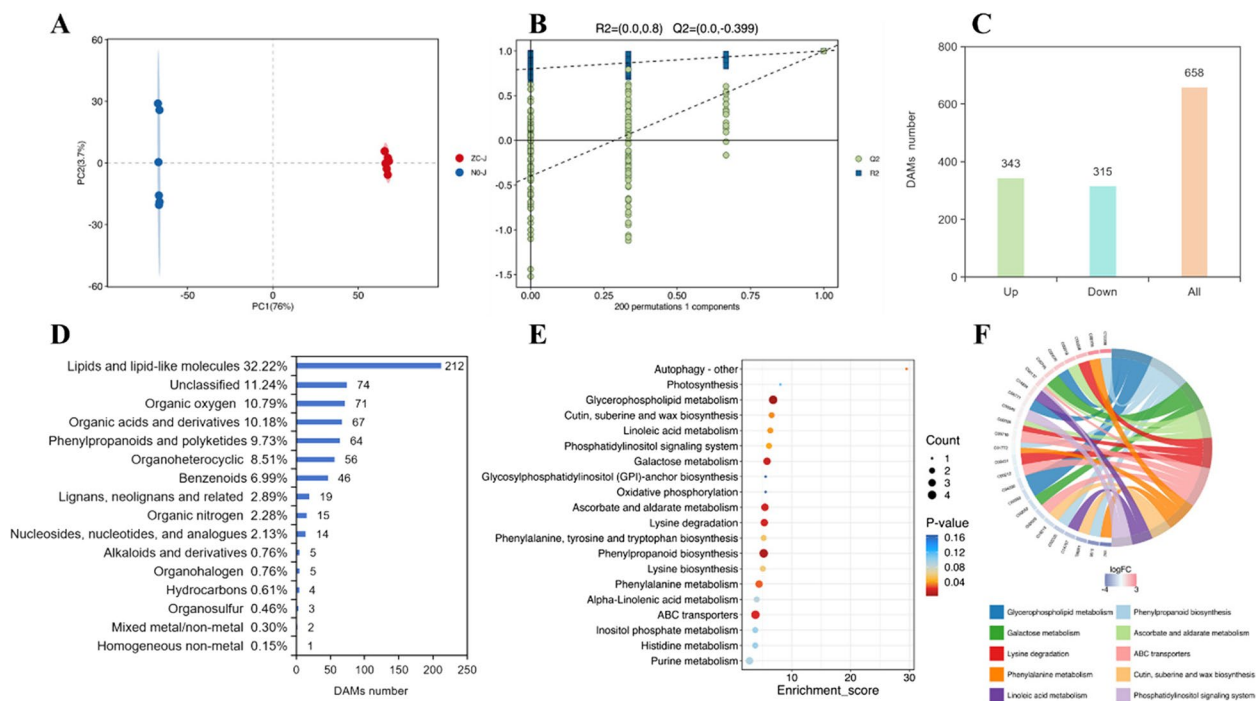 A
60
30
0
-30
-60
-50
0
50
PC2(3.7%)
PC1(76%)
ZC-J
N0-J
B
R2=(0.0,0.8) Q2=(0.0,-0.399)
1.0
0.5
0.0
-0.5
-1.0
-1.5
0.00
0.25
0.50
0.75
1.00
200 permutations 1 components
Q2
R2
C
DAMs number
800
600
400
200
0
343
315
658
Up
Down
All
D
Lipids and lipid-like molecules 32.22% 212
Unclassified 11.24% 74
Organic oxygen 10.79% 71
Organic acids and derivatives 10.18% 67
Phenylpropanoids and polyketides 9.73% 64
Organoheterocyclic 8.51% 56
Benzenoids 6.99% 46
Lignans, neolignans and related 2.89% 19
Organic nitrogen 2.28% 15
Nucleosides, nucleotides, and analogues 2.13% 14
Alkaloids and derivatives 0.76% 5
Organohalogen 0.76% 5
Hydrocarbons 0.61% 4
Organosulfur 0.46% 3
Mixed metal/non-metal 0.30% 2
Homogeneous non-metal 0.15% 1
0 50 100 150 200 250
DAMs number
E
Autophagy - other
Photosynthesis
Glycerophospholipid metabolism
Cutin, suberine and wax biosynthesis
Linoleic acid metabolism
Phosphatidylinositol signaling system
Galactose metabolism
Glycosylphosphatidylinositol (GPI)-anchor biosynthesis
Oxidative phosphorylation
Ascorbate and aldarate metabolism
Lysine degradation
Phenylalanine, tyrosine and tryptophan biosynthesis
Phenylpropanoid biosynthesis
Lysine biosynthesis
Phenylalanine metabolism
Alpha-Linolenic acid metabolism
ABC transporters
Inositol phosphate metabolism
Histidine metabolism
Purine metabolism
10
20
30
Enrichment_score
Count
1
2
3
4
P-value
0.16
0.12
0.08
0.04
F
logFC
Glycerophospholipid metabolism
Phenylpropanoid biosynthesis
Galactose metabolism
Ascorbate and aldarate metabolism
Lysine degradation
ABC transporters
Phenylalanine metabolism
Cutin, suberine and wax biosynthesis
Linoleic acid metabolism
Phosphatidylinositol signaling system